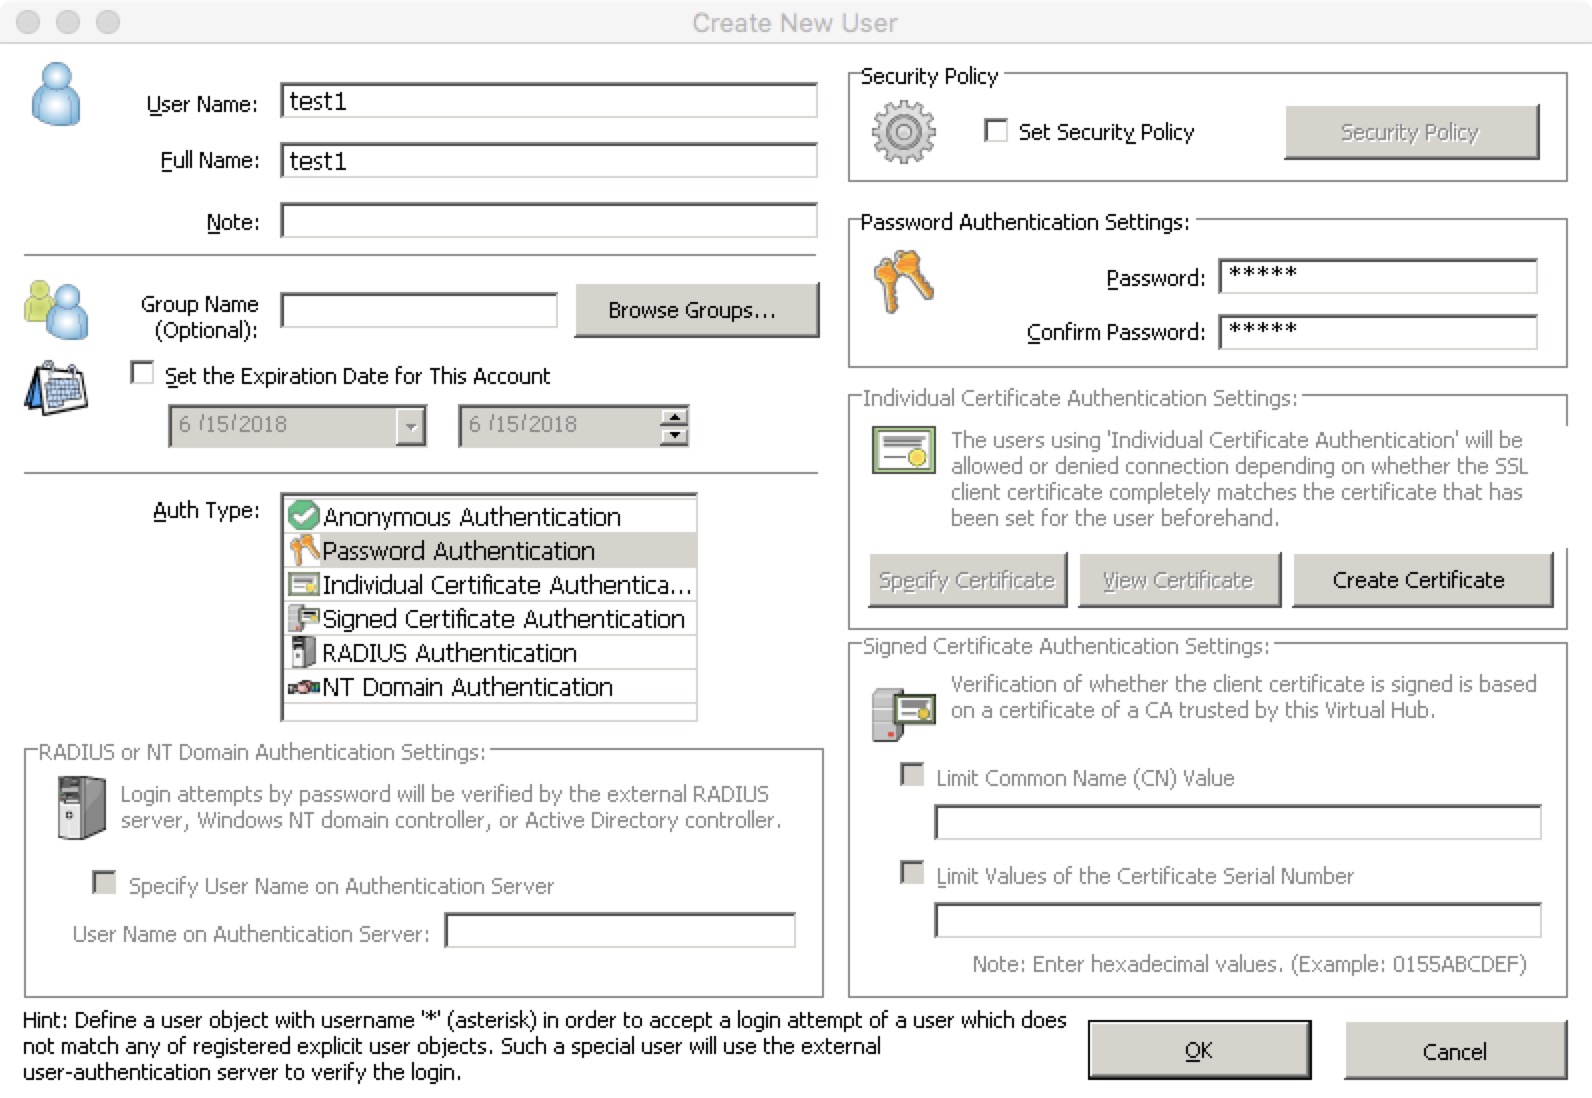 Create New User
User Name:
test1
Full Name:
test1
Note:
Group Name
(Optional):
Browse Groups...
Set the Expiration Date for This Account
6 /15/2018
6 /15/2018
Auth Type:
Anonymous Authentication
Password Authentication
Individual Certificate Authentica...
Signed Certificate Authentication
RADIUS Authentication
NT Domain Authentication
RADIUS or NT Domain Authentication Settings:
Login attempts by password will be verified by the external RADIUS
server, Windows NT domain controller, or Active Directory controller.
Specify User Name on Authentication Server
User Name on Authentication Server:
Security Policy
Set Security Policy
Security Policy
Password Authentication Settings:
Password:
*****
Confirm Password:
*****
Individual Certificate Authentication Settings:
The users using 'Individual Certificate Authentication' will be
allowed or denied connection depending on whether the SSL
client certificate completely matches the certificate that has
been set for the user beforehand.
Specify Certificate
View Certificate
Create Certificate
Signed Certificate Authentication Settings:
Verification of whether the client certificate is signed is based
on a certificate of a CA trusted by this Virtual Hub.
Limit Common Name (CN) Value
Limit Values of the Certificate Serial Number
Note: Enter hexadecimal values. (Example: 0155ABCDEF)
Hint: Define a user object with username '*' (asterisk) in order to accept a login attempt of a user which does
not match any of registered explicit user objects. Such a special user will use the external
user-authentication server to verify the login.
OK
Cancel